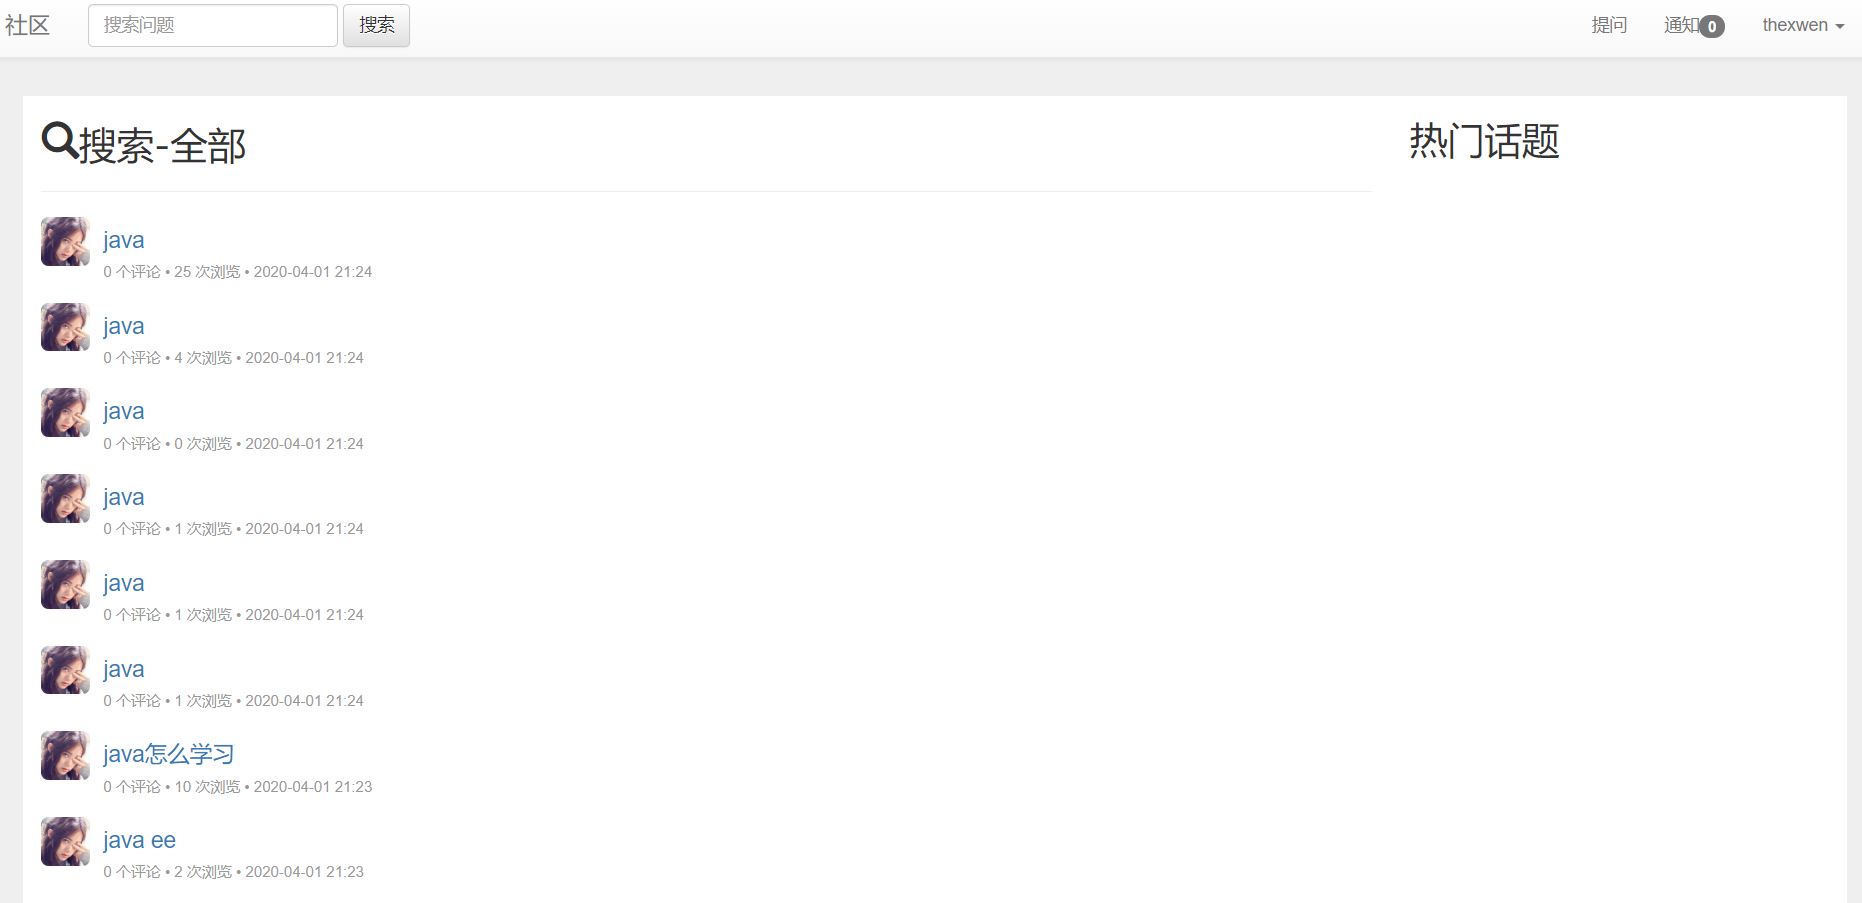 社区 搜索问题 搜索 提问 通知 0 thexwen
搜索-全部
热门话题
java
0 个评论 • 25 次浏览 • 2020-04-01 21:24
java
0 个评论 • 4 次浏览 • 2020-04-01 21:24
java
0 个评论 • 0 次浏览 • 2020-04-01 21:24
java
0 个评论 • 1 次浏览 • 2020-04-01 21:24
java
0 个评论 • 1 次浏览 • 2020-04-01 21:24
java
0 个评论 • 1 次浏览 • 2020-04-01 21:24
java怎么学习
0 个评论 • 10 次浏览 • 2020-04-01 21:23
java ee
0 个评论 • 2 次浏览 • 2020-04-01 21:23